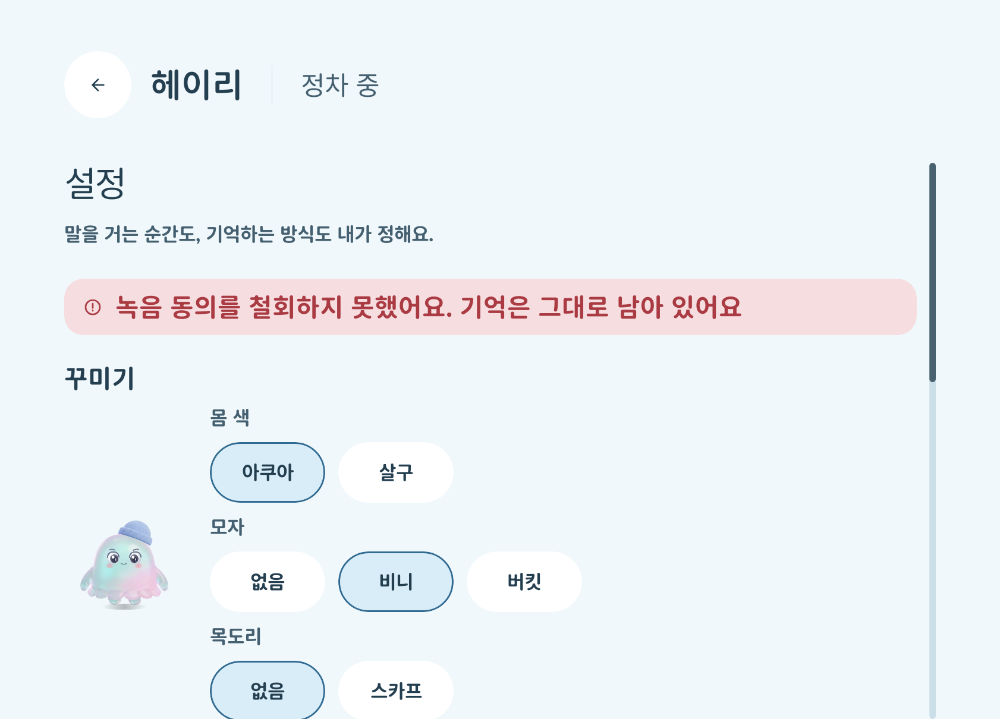 헤이리
정차 중
설정
말을 거는 순간도, 기억하는 방식도 내가 정해요.
녹음 동의를 철회하지 못했어요. 기억은 그대로 남아 있어요
꾸미기
몸 색
아쿠아
살구
모자
없음
비니
버킷
목도리
없음
스카프